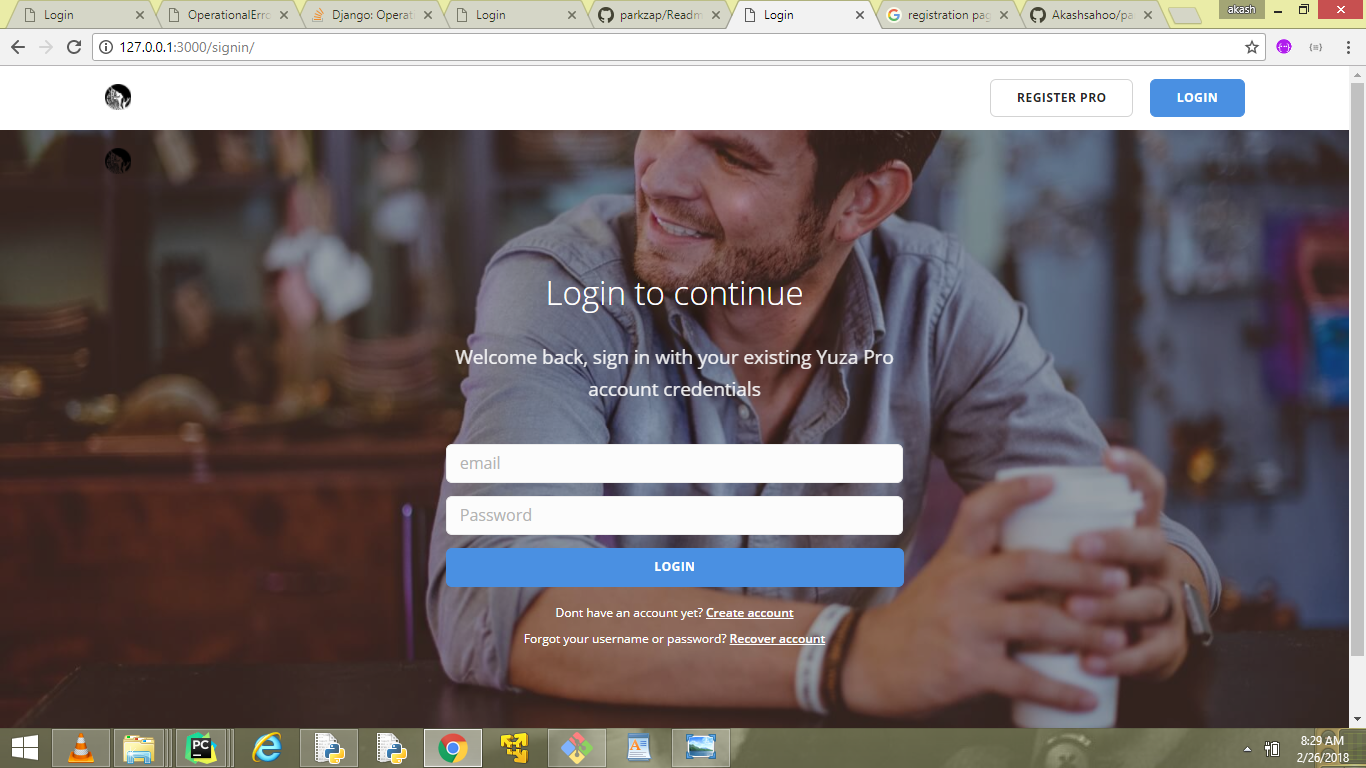 Login
OperationalErro
Django: Operati
Login
parkzap/Readm
Login
registration pag
Akashsahoo/pa
akash
127.0.0.1:3000/signin/
REGISTER PRO
LOGIN
Login to continue
Welcome back, sign in with your existing Yuza Pro
account credentials
email
Password
LOGIN
Dont have an account yet? Create account
Forgot your username or password? Recover account
PC
8:29 AM
2/26/2018